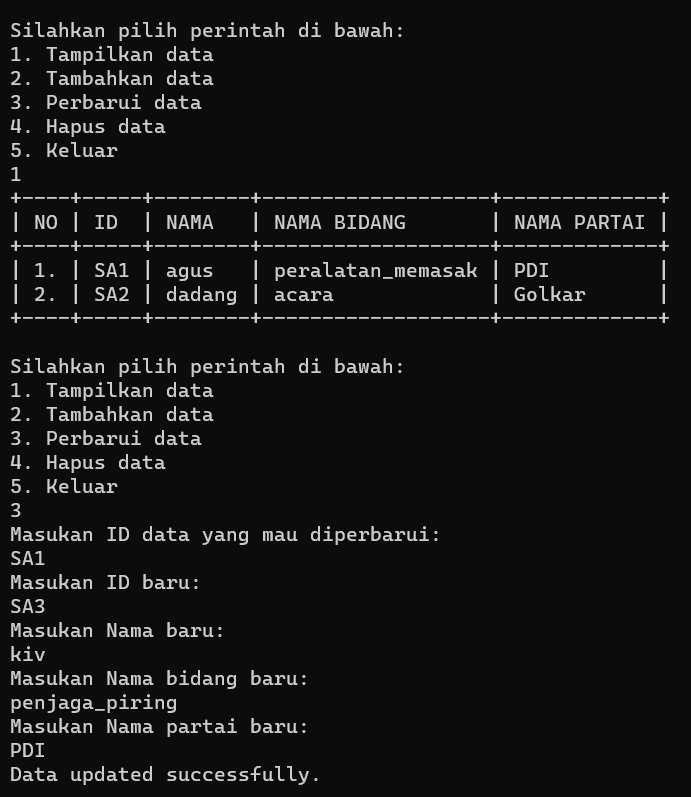 Silahkan pilih perintah di bawah:
1. Tampilkan data
2. Tambahkan data
3. Perbarui data
4. Hapus data
5. Keluar
1
+----+-----+--------+-------------------+-------------+
| NO | ID  | NAMA   | NAMA BIDANG       | NAMA PARTAI |
+----+-----+--------+-------------------+-------------+
| 1. | SA1 | agus   | peralatan_memasak | PDI         |
| 2. | SA2 | dadang | acara             | Golkar      |
+----+-----+--------+-------------------+-------------+
Silahkan pilih perintah di bawah:
1. Tampilkan data
2. Tambahkan data
3. Perbarui data
4. Hapus data
5. Keluar
3
Masukan ID data yang mau diperbarui:
SA1
Masukan ID baru:
SA3
Masukan Nama baru:
kiv
Masukan Nama bidang baru:
penjaga_piring
Masukan Nama partai baru:
PDI
Data updated successfully.